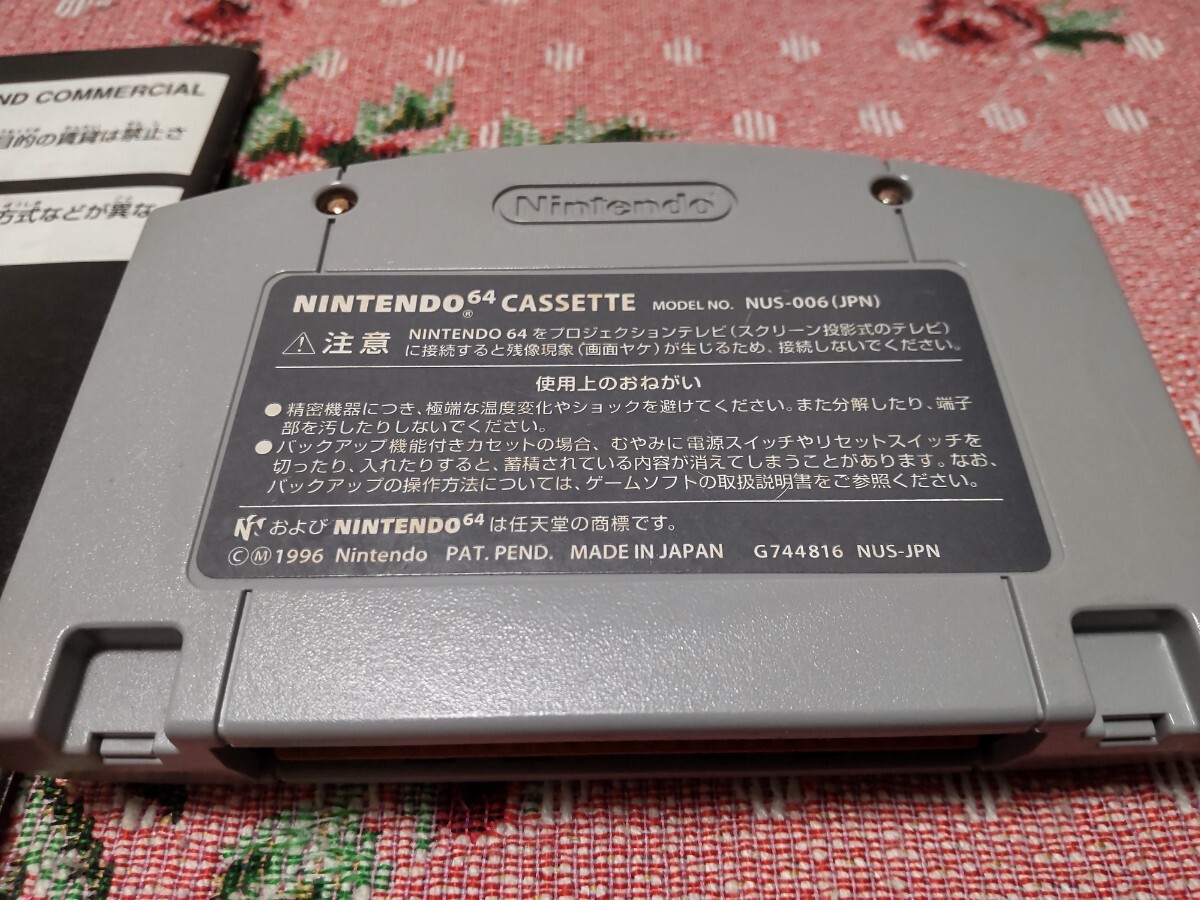 ND COMMERCIAL
目的の賃貸は禁止さ
方式などが異な
Nintendo
NINTENDO64® CASSETTE MODEL NO. NUS-006(JPN)
⚠ 注意 NINTENDO 64をプロジェクションテレビ(スクリーン投影式のテレビ)
に接続すると残像現象(画面ヤケ)が生じるため、接続しないでください。
使用上のおねがい
●精密機器につき、極端な温度変化やショックを避けてください。また分解したり、端子
部を汚したりしないでください。
●バックアップ機能付きカセットの場合、むやみに電源スイッチやリセットスイッチを
切ったり、入れたりすると、蓄積されている内容が消えてしまうことがあります。なお、
バックアップの操作方法については、ゲームソフトの取扱説明書をご参照ください。
および NINTENDO64 は任天堂の商標です。
ⒸⓂ1996 Nintendo PAT. PEND. MADE IN JAPAN G744816 NUS-JPN